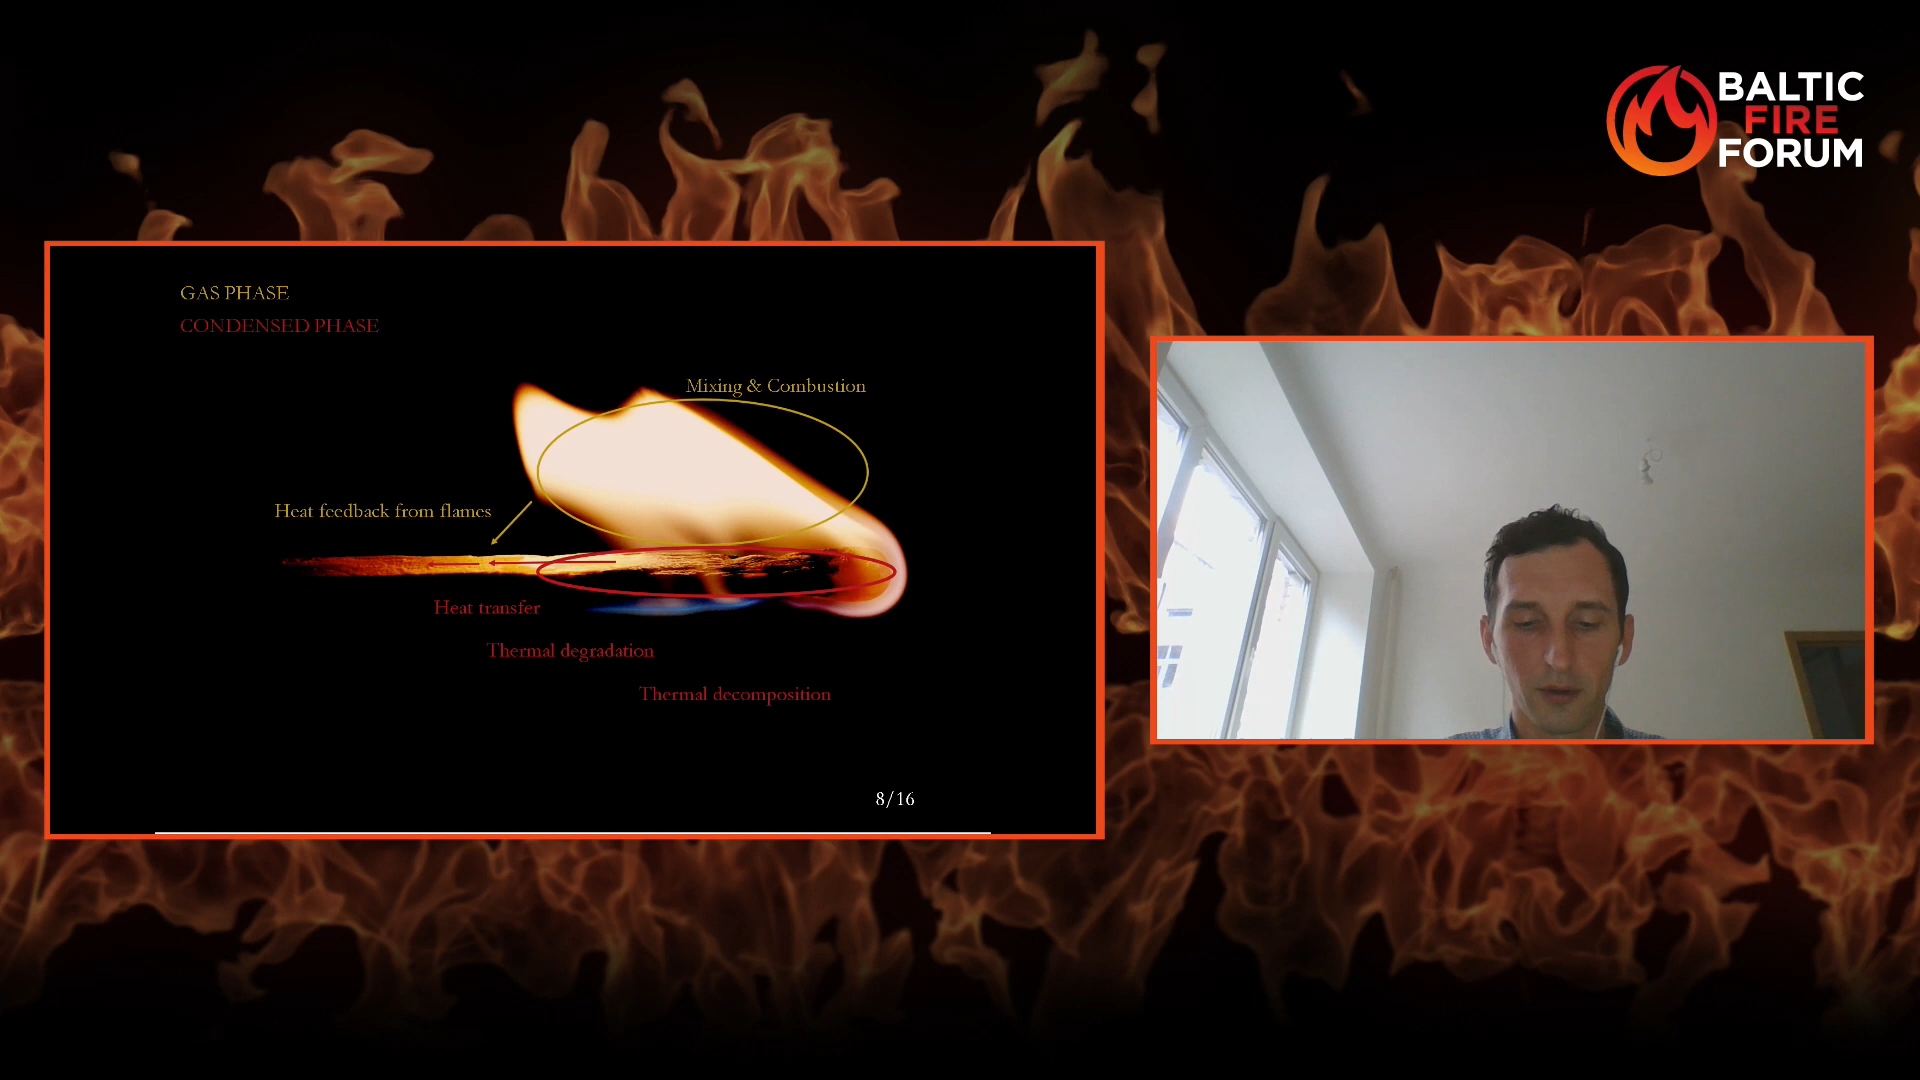 BALTIC
FIRE
FORUM
GAS PHASE
CONDENSED PHASE
Mixing & Combustion
Heat feedback from flames
Heat transfer
Thermal degradation
Thermal decomposition
8/16